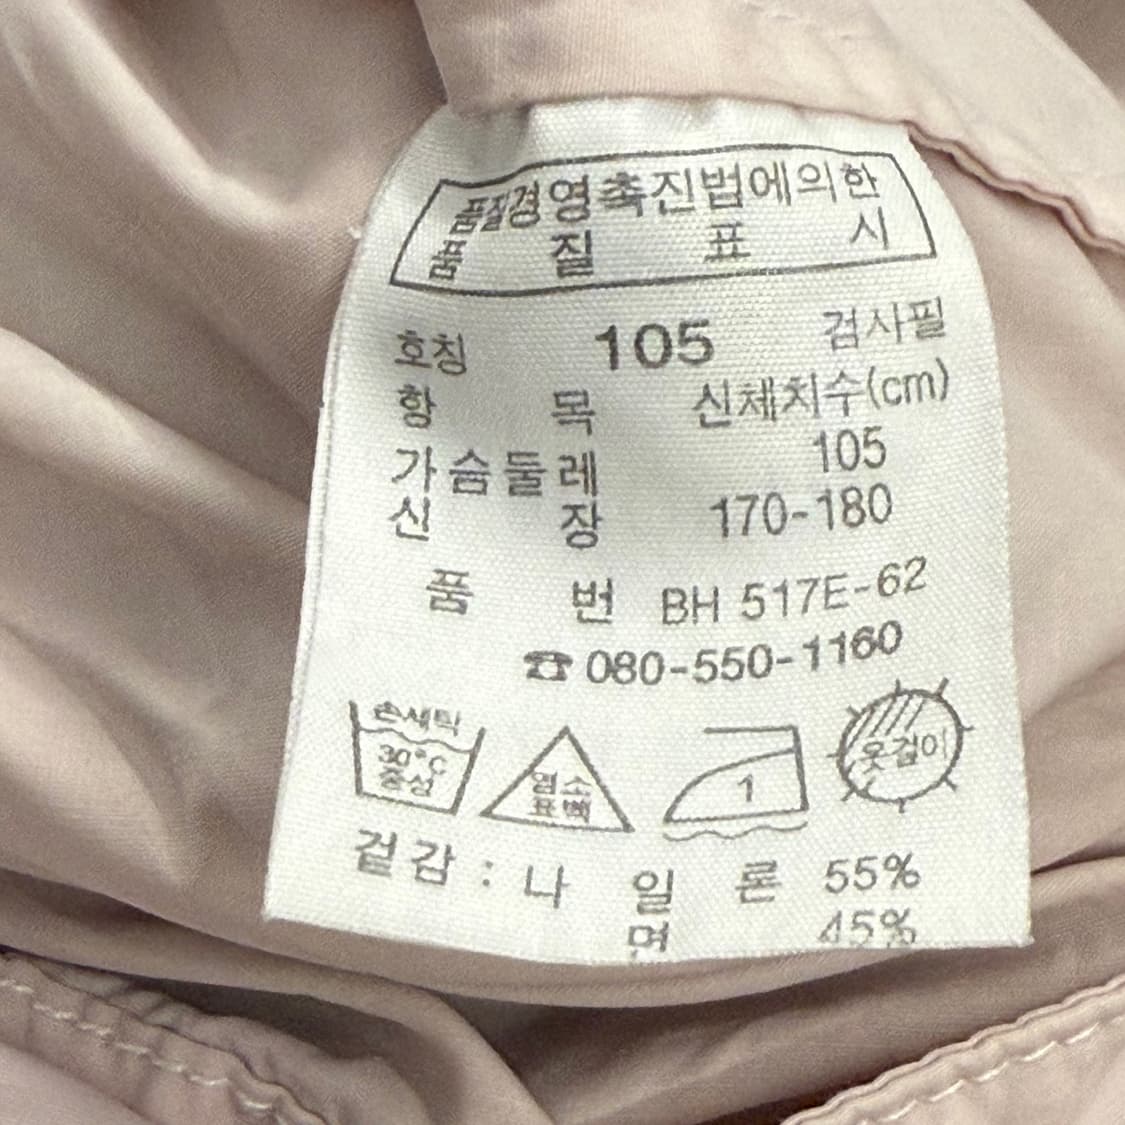 품질경영촉진법에의한
품 질 표 시
호칭 105 검사필
항 목 신체치수(cm)
가슴둘레 105
신 장 170-180
품 번 BH 517E-62
☎ 080-550-1160
손세탁
30°C
중성
염소
표백
1
옷걸이
겉감 : 나 일 론 55%
면 45%